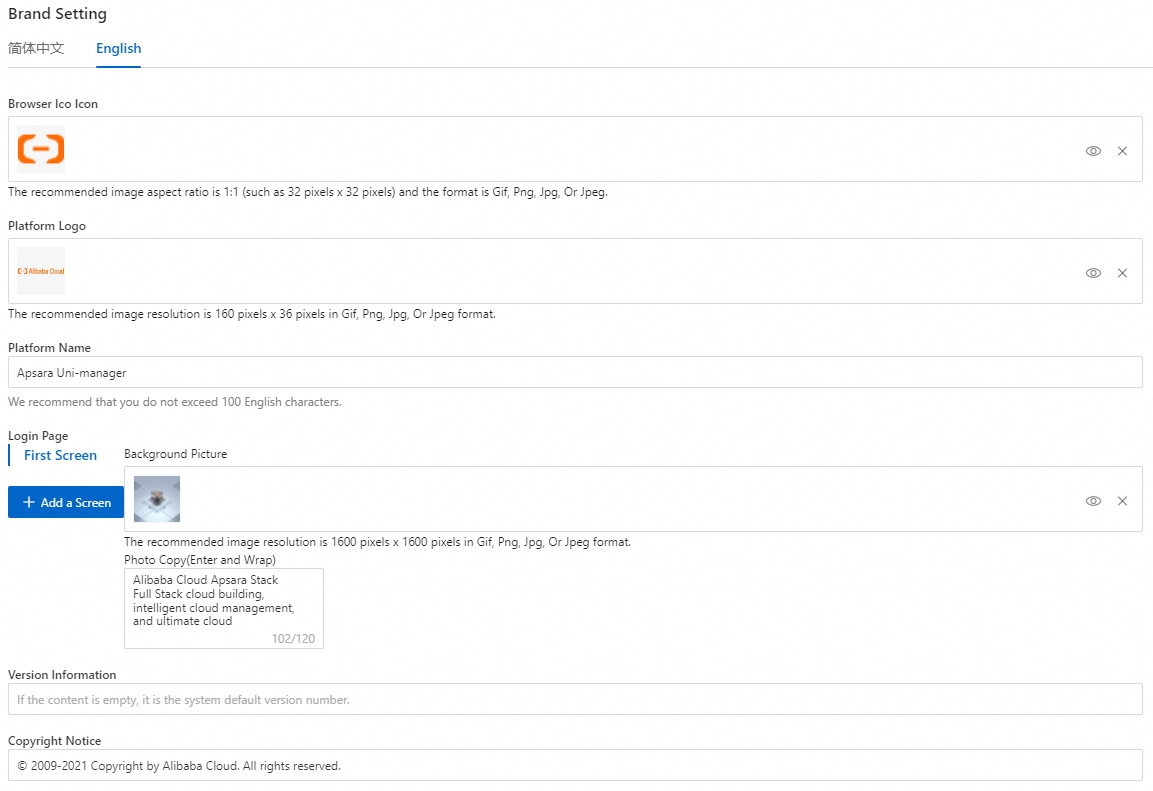 Brand Setting
简体中文 English
Browser Ico Icon
The recommended image aspect ratio is 1:1 (such as 32 pixels x 32 pixels) and the format is Gif, Png, Jpg, Or Jpeg.
Platform Logo
Alibaba Cloud
The recommended image resolution is 160 pixels x 36 pixels in Gif, Png, Jpg, Or Jpeg format.
Platform Name
Apsara Uni-manager
We recommend that you do not exceed 100 English characters.
Login Page
First Screen
Background Picture
+ Add a Screen
The recommended image resolution is 1600 pixels x 1600 pixels in Gif, Png, Jpg, Or Jpeg format.
Photo Copy(Enter and Wrap)
Alibaba Cloud Apsara Stack
Full Stack cloud building,
intelligent cloud management,
and ultimate cloud
102/120
Version Information
If the content is empty, it is the system default version number.
Copyright Notice
© 2009-2021 Copyright by Alibaba Cloud. All rights reserved.